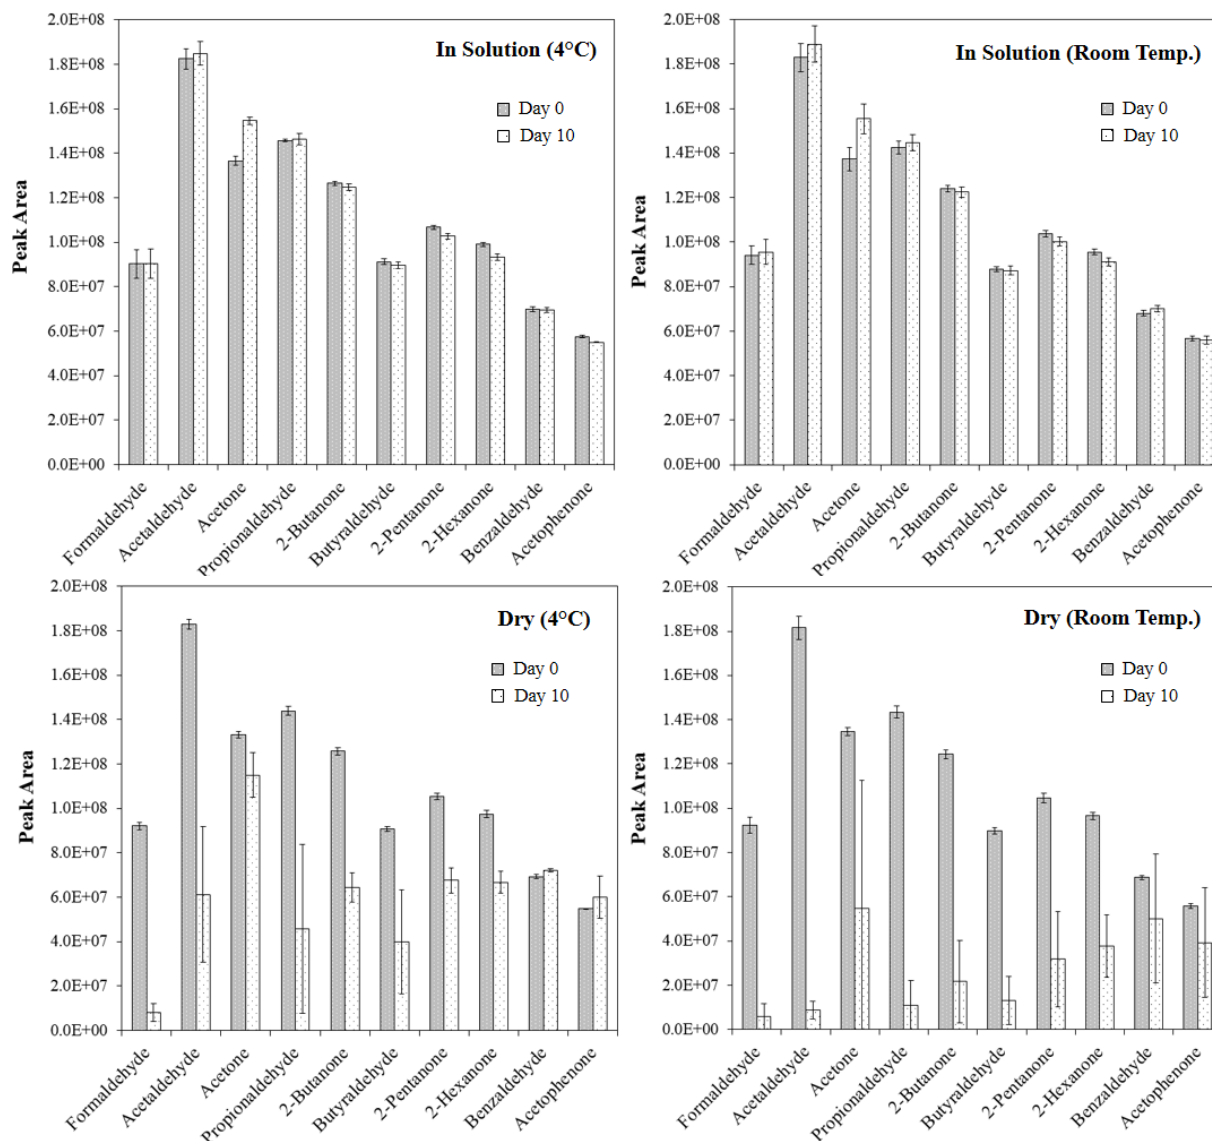 In Solution (4°C)
Day 0
Day 10
Peak Area
2.0E+08
1.8E+08
1.6E+08
1.4E+08
1.2E+08
1.0E+08
8.0E+07
6.0E+07
4.0E+07
2.0E+07
0.0E+00
Formaldehyde
Acetaldehyde
Acetone
Propionaldehyde
2-Butanone
Butyraldehyde
2-Pentanone
2-Hexanone
Benzaldehyde
Acetophenone
In Solution (Room Temp.)
Day 0
Day 10
Peak Area
2.0E+08
1.8E+08
1.6E+08
1.4E+08
1.2E+08
1.0E+08
8.0E+07
6.0E+07
4.0E+07
2.0E+07
0.0E+00
Formaldehyde
Acetaldehyde
Acetone
Propionaldehyde
2-Butanone
Butyraldehyde
2-Pentanone
2-Hexanone
Benzaldehyde
Acetophenone
Dry (4°C)
Day 0
Day 10
Peak Area
2.0E+08
1.8E+08
1.6E+08
1.4E+08
1.2E+08
1.0E+08
8.0E+07
6.0E+07
4.0E+07
2.0E+07
0.0E+00
Formaldehyde
Acetaldehyde
Acetone
Propionaldehyde
2-Butanone
Butyraldehyde
2-Pentanone
2-Hexanone
Benzaldehyde
Acetophenone
Dry (Room Temp.)
Day 0
Day 10
Peak Area
2.0E+08
1.8E+08
1.6E+08
1.4E+08
1.2E+08
1.0E+08
8.0E+07
6.0E+07
4.0E+07
2.0E+07
0.0E+00
Formaldehyde
Acetaldehyde
Acetone
Propionaldehyde
2-Butanone
Butyraldehyde
2-Pentanone
2-Hexanone
Benzaldehyde
Acetophenone